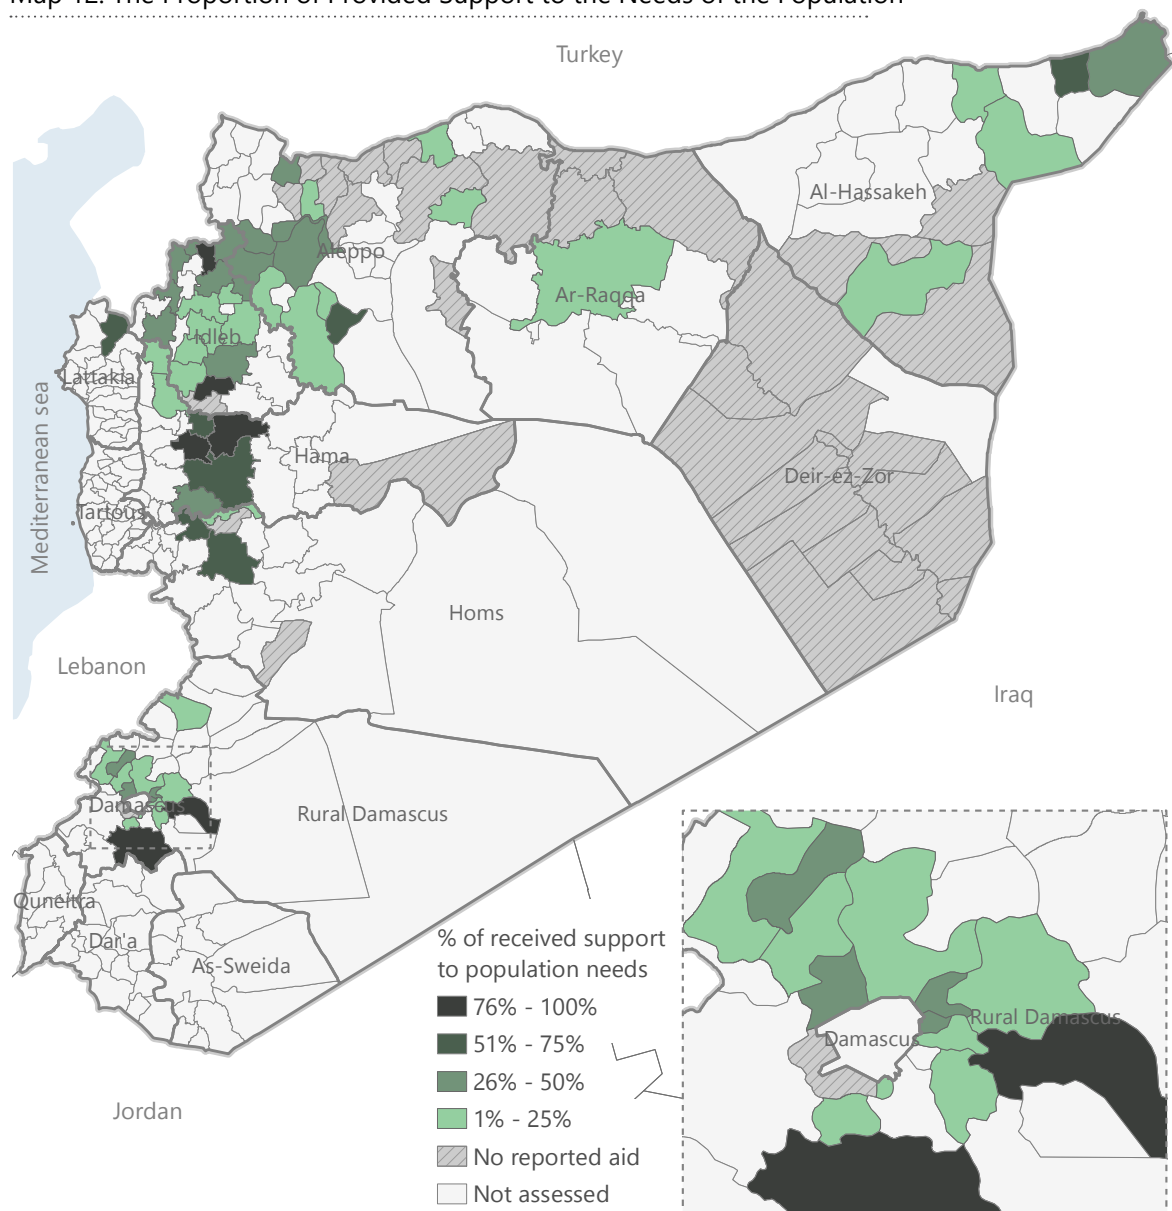 Map 42: The Proportion of Provided Support to the Needs of the Population
Turkey
Al-Hassakeh
Aleppo
Ar-Raqqa
Idleb
Lattakia
Mediterranean sea
Hama
Deir-ez-Zor
Tartous
Homs
Lebanon
Iraq
Damascus
Rural Damascus
Quneitra
Dar'a
As-Sweida
Jordan
% of received support
to population needs
76% - 100%
51% - 75%
26% - 50%
1% - 25%
No reported aid
Not assessed
Rural Damascus
Damascus